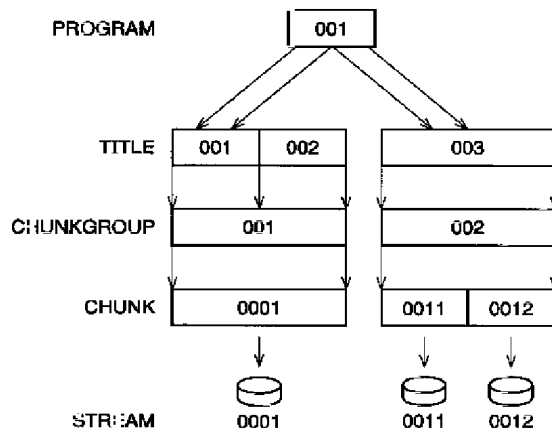 PROGRAM 001
TITLE 001 002 003
CHUNKGROUP 001 002
CHUNK 0001 0011 0012
STREAM 0001 0011 0012